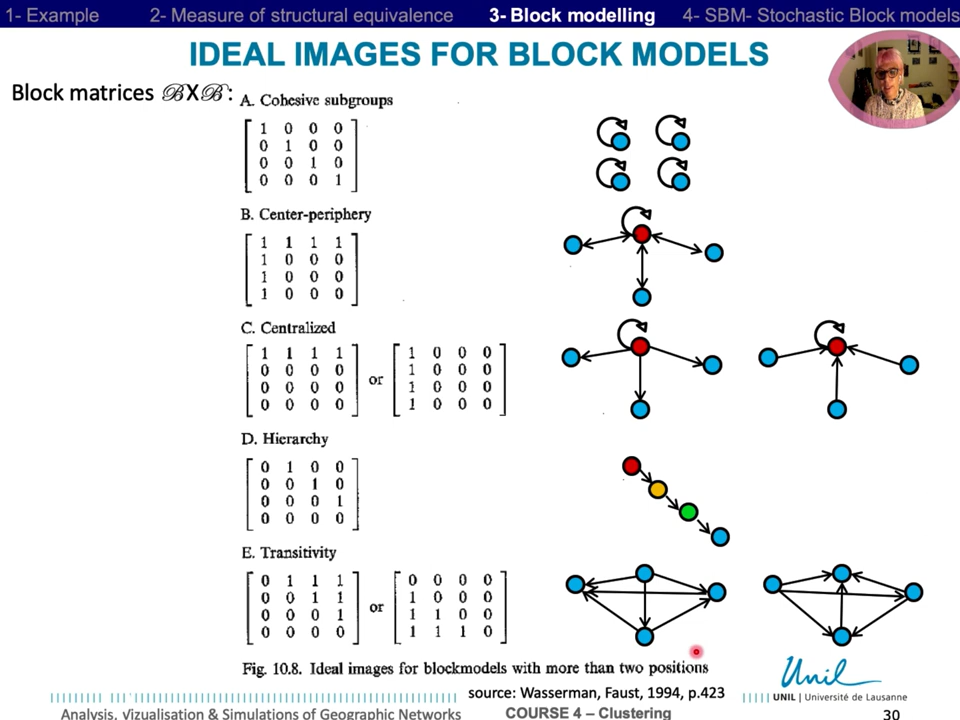 1- Example 2- Measure of structural equivalence 3- Block modelling 4- SBM- Stochastic Block models
IDEAL IMAGES FOR BLOCK MODELS
Block matrices ℬXℬ:
A. Cohesive subgroups
1 0 0 0
0 1 0 0
0 0 1 0
0 0 0 1
B. Center-periphery
1 1 1 1
1 0 0 0
1 0 0 0
1 0 0 0
C. Centralized
1 1 1 1 1 0 0 0
0 0 0 0 1 0 0 0
or
0 0 0 0 1 0 0 0
0 0 0 0 1 0 0 0
D. Hierarchy
0 1 0 0
0 0 1 0
0 0 0 1
0 0 0 0
E. Transitivity
0 1 1 1 0 0 0 0
0 0 1 1 1 0 0 0
or
0 0 0 1 1 1 0 0
0 0 0 0 1 1 1 0
Fig. 10.8. Ideal images for blockmodels with more than two positions
source: Wasserman, Faust, 1994, p.423
Unil
UNIL | Université de Lausanne
Analysis, Vizualisation & Simulations of Geographic Networks COURSE 4 – Clustering 30